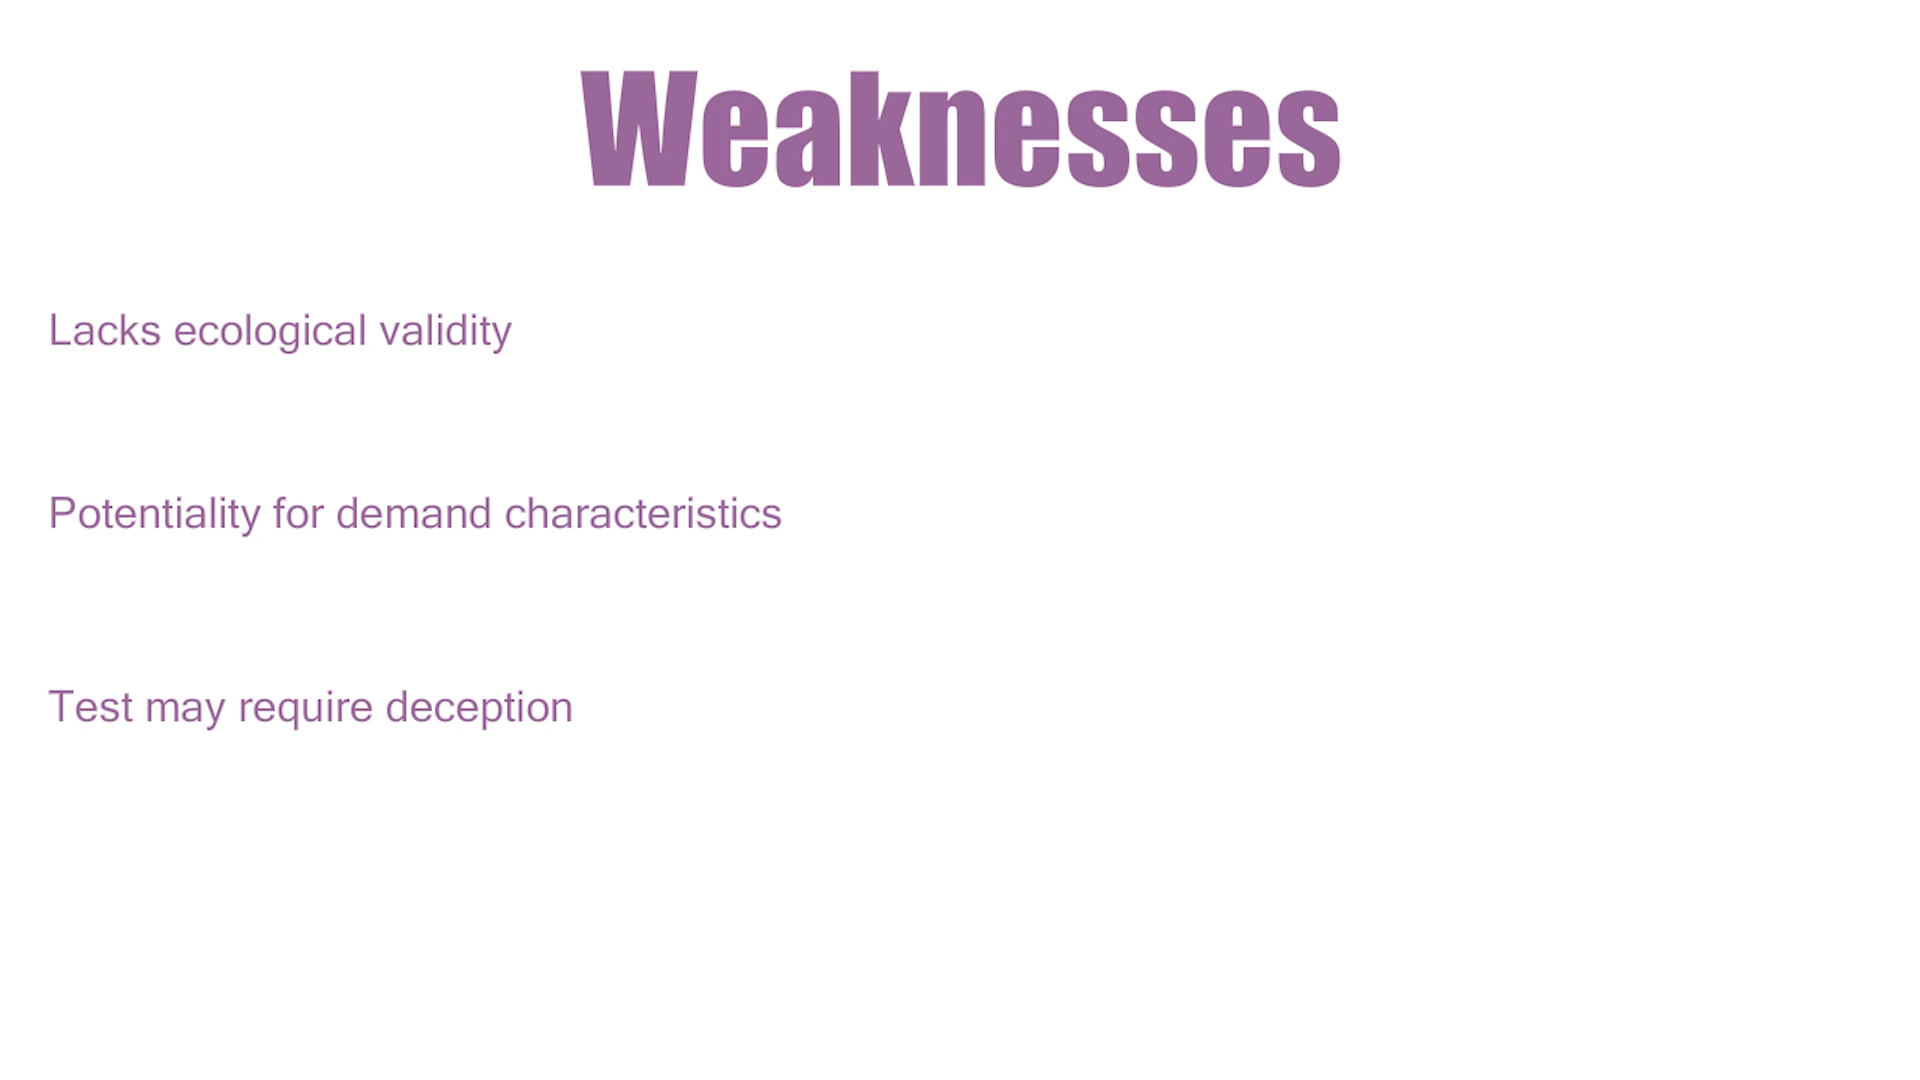 Weaknesses
Lacks ecological validity
Potentiality for demand characteristics
Test may require deception